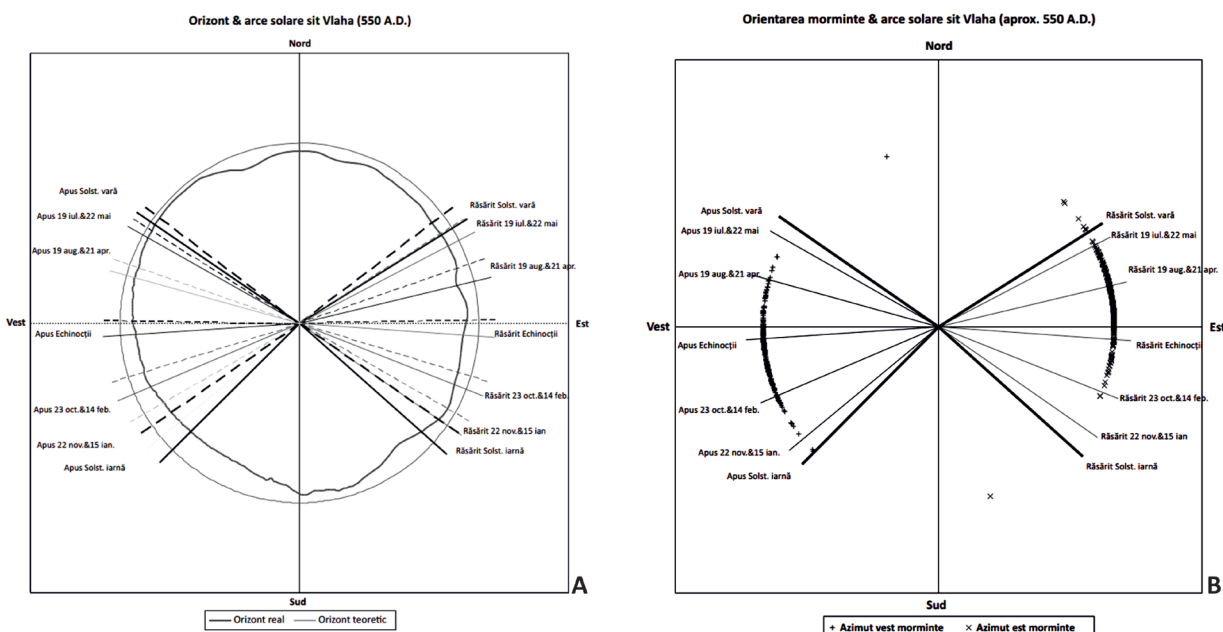 Orizont & arce solare sit Vlaha (550 A.D.)
Nord
Apus Solst. vară
Răsărit Solst. vară
Apus 19 iul.&22 mai
Răsărit 19 iul.&22 mai
Apus 19 aug.&21 apr.
Răsărit 19 aug.&21 apr.
Vest
Est
Apus Echinocții
Răsărit Echinocții
Apus 23 oct.&14 feb.
Răsărit 23 oct.&14 feb.
Apus 22 nov.&15 ian.
Răsărit 22 nov.&15 ian
Apus Solst. iarnă
Răsărit Solst. iarnă
Sud
A
Orizont real
Orizont teoretic
Orientarea morminte & arce solare sit Vlaha (aprox. 550 A.D.)
Nord
Apus Solst. vară
Răsărit Solst. vară
Apus 19 iul.&22 mai
Răsărit 19 iul.&22 mai
Apus 19 aug.&21 apr.
Răsărit 19 aug.&21 apr.
Vest
Est
Apus Echinocții
Răsărit Echinocții
Apus 23 oct.&14 feb.
Răsărit 23 oct.&14 feb.
Apus 22 nov.&15 ian.
Răsărit 22 nov.&15 ian
Apus Solst. iarnă
Răsărit Solst. iarnă
Sud
B
Azimut vest morminte
Azimut est morminte